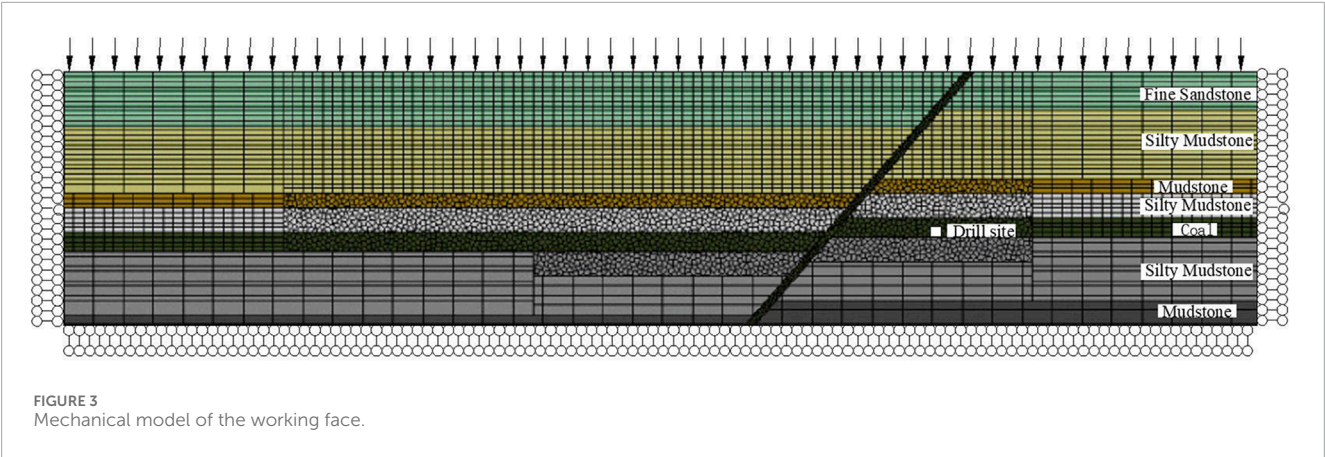 Fine Sandstone
Silty Mudstone
Mudstone
Silty Mudstone
Coal
Drill site
Silty Mudstone
Mudstone
FIGURE 3
Mechanical model of the working face.